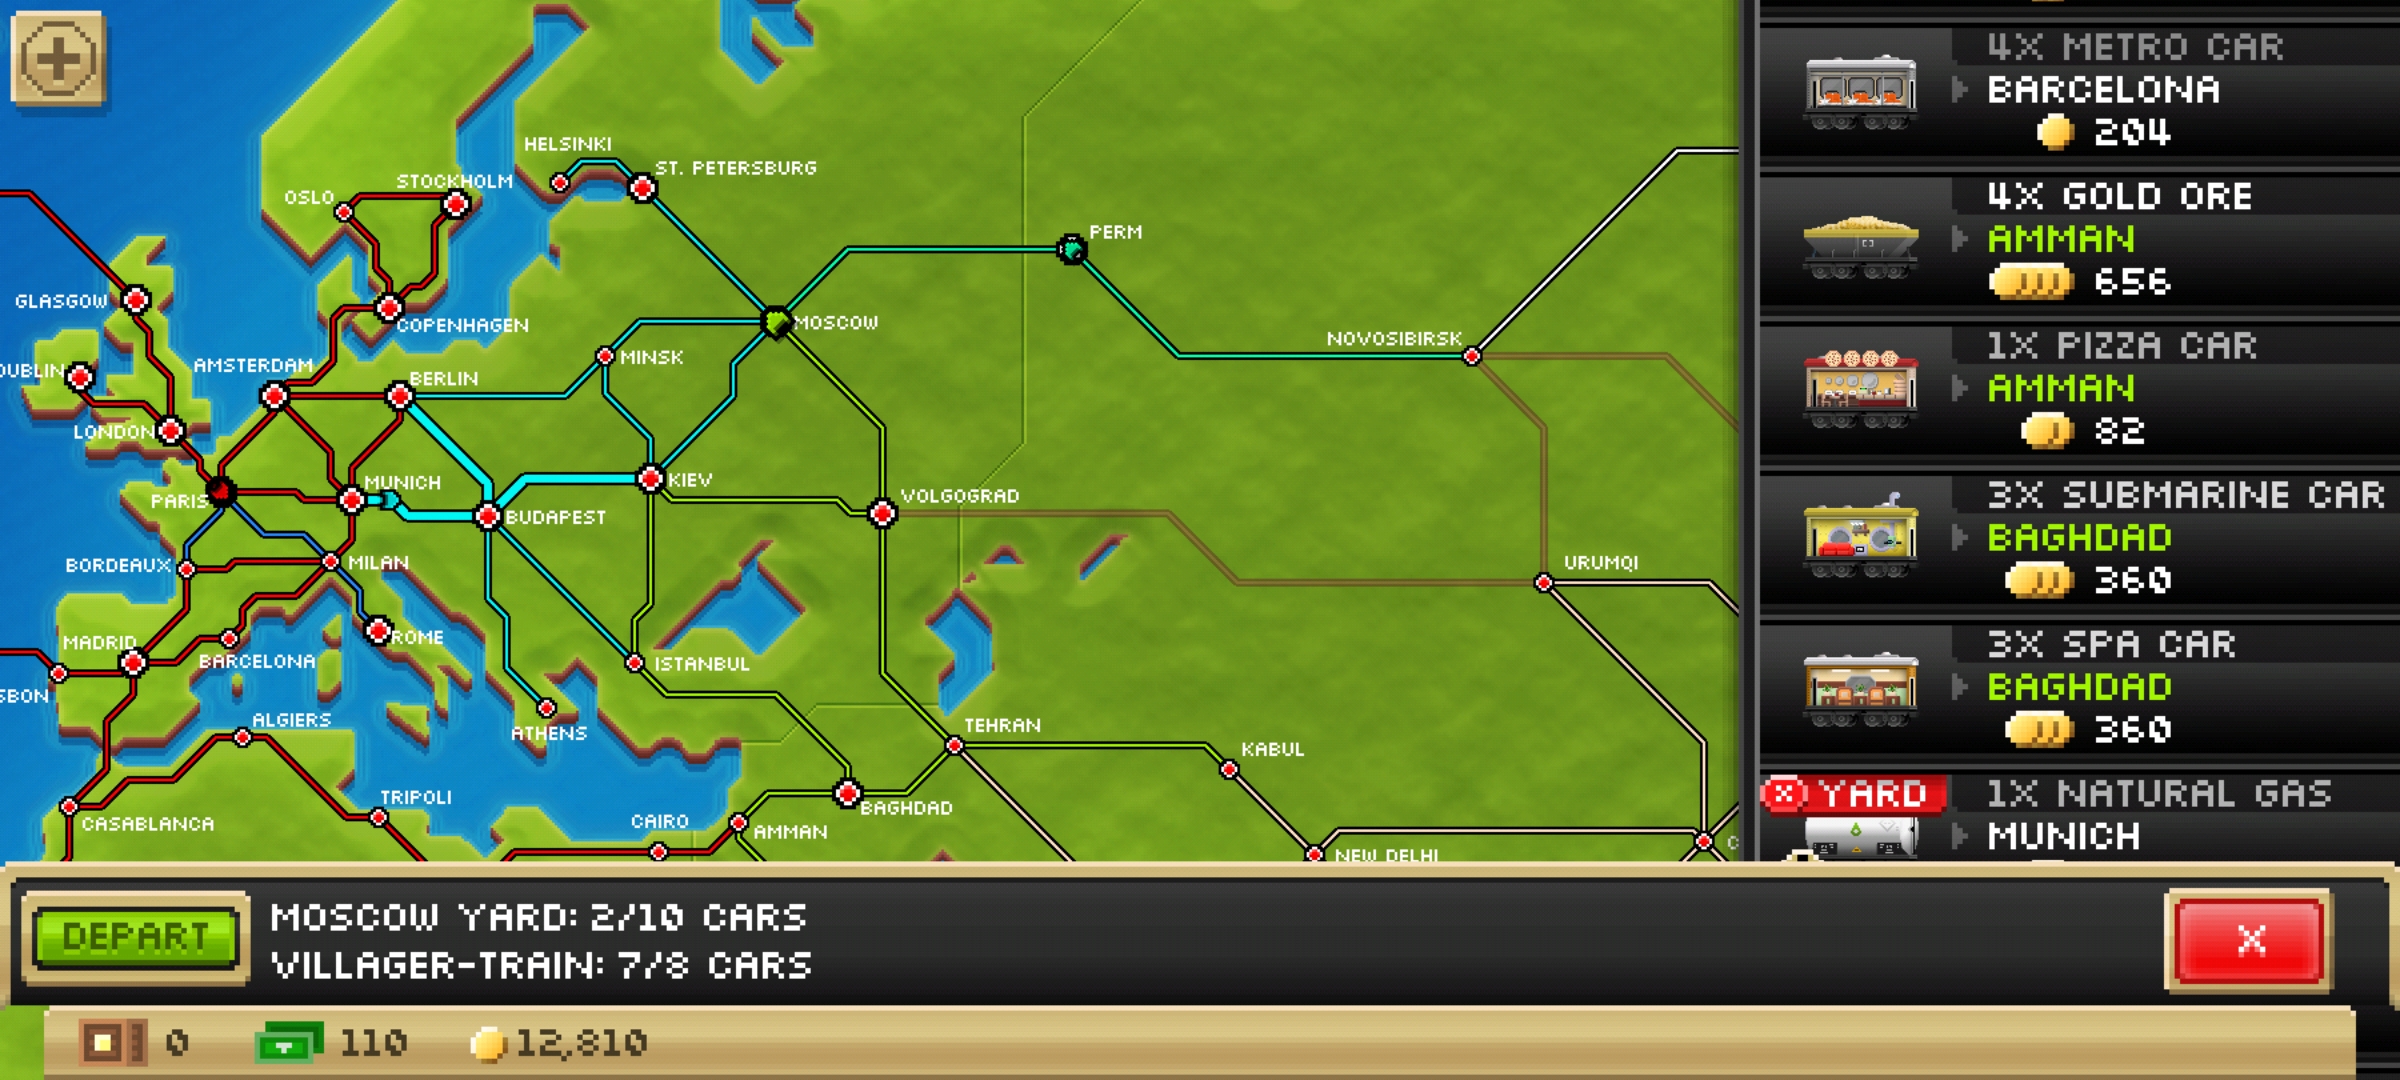 HELSINKI
ST. PETERSBURG
STOCKHOLM
OSLO
PERM
GLASGOW
COPENHAGEN
MOSCOW
NOVOSIBIRSK
MINSK
AMSTERDAM
BERLIN
LONDON
MUNICH
KIEV
PARIS
VOLGOGRAD
BUDAPEST
BORDEAUX
MILAN
URUMQI
MADRID
ROME
BARCELONA
ISTANBUL
ALGIERS
ATHENS
TEHRAN
KABUL
TRIPOLI
CASABLANCA
CAIRO
AMMAN
BAGHDAD
NEW DELHI
4X METRO CAR
BARCELONA
204
4X GOLD ORE
AMMAN
656
1X PIZZA CAR
AMMAN
82
3X SUBMARINE CAR
BAGHDAD
360
3X SPA CAR
BAGHDAD
360
X YARD
1X NATURAL GAS
MUNICH
DEPART
MOSCOW YARD: 2/10 CARS
VILLAGER-TRAIN: 7/8 CARS
X
0
110
12,810